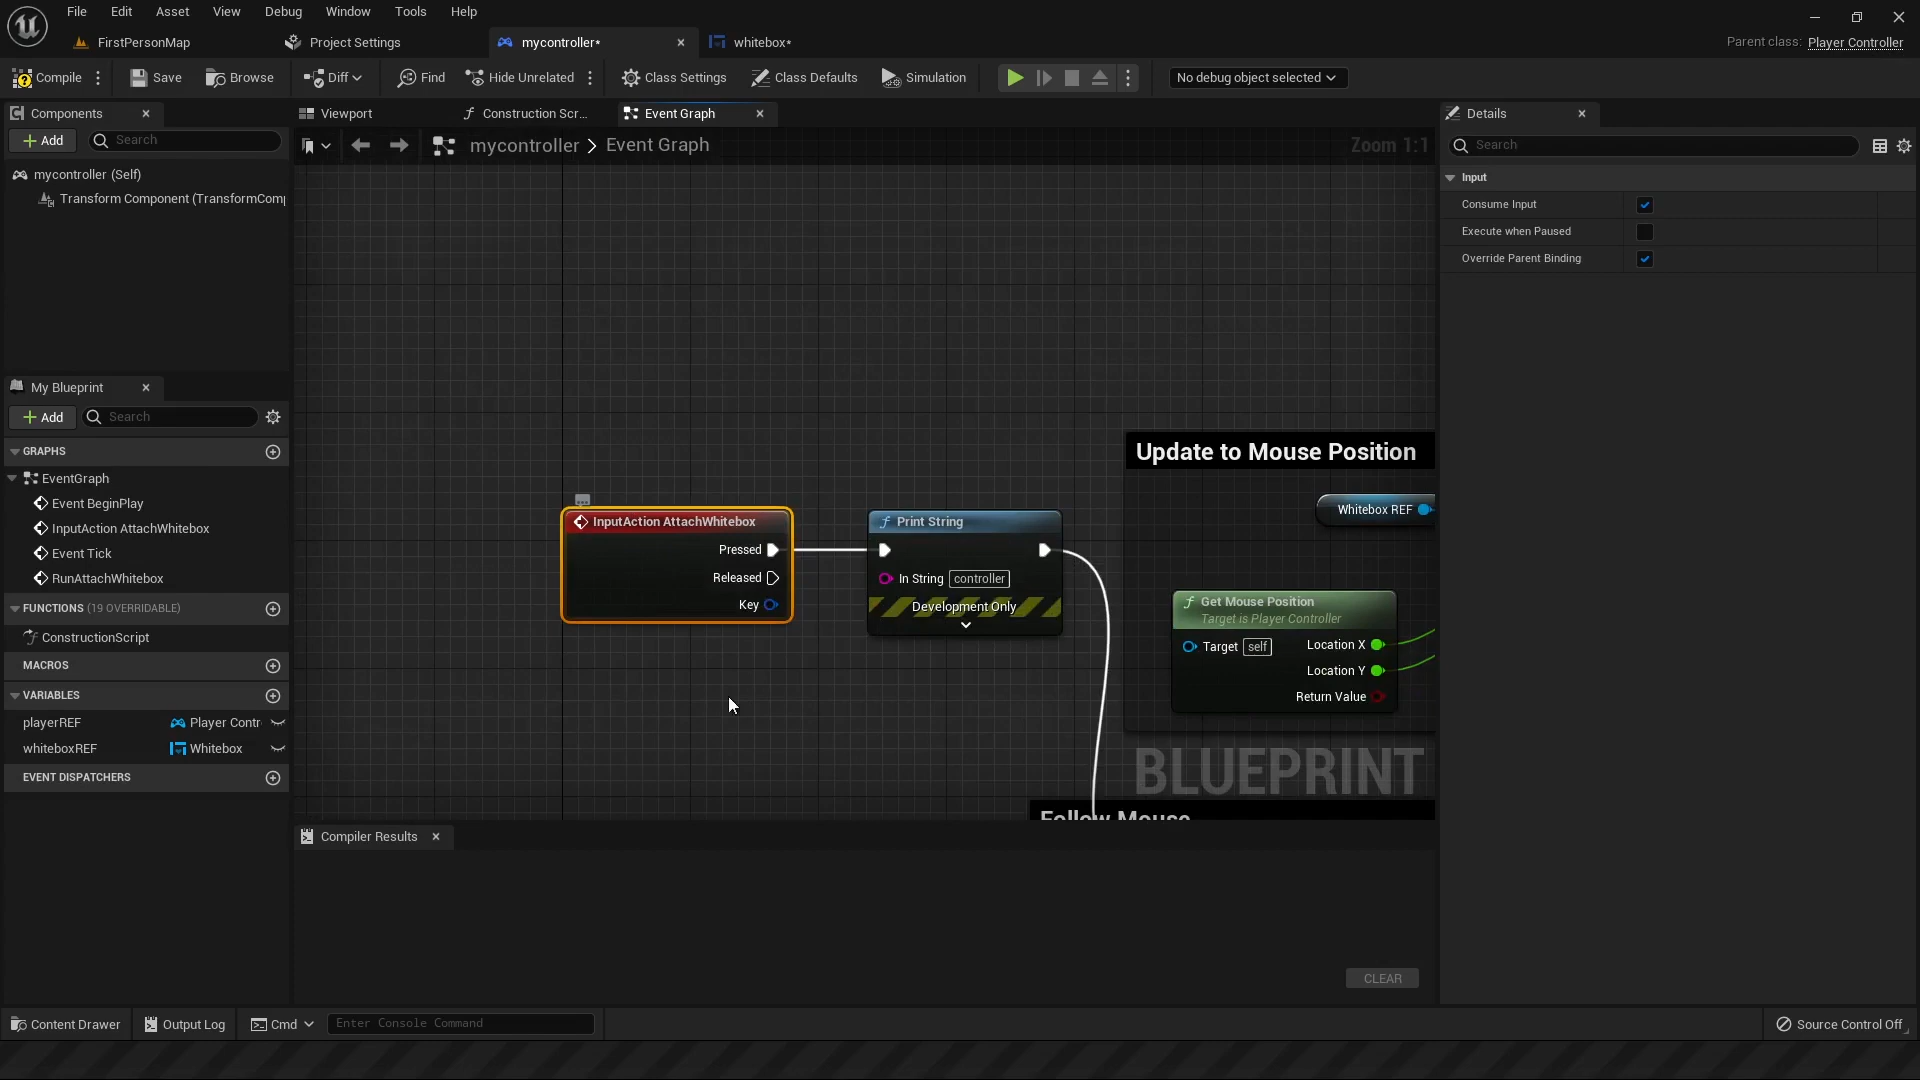 File Edit Asset View Debug Window Tools Help
FirstPersonMap Project Settings mycontroller* whitebox*
Parent class: Player Controller
Compile Save Browse Diff Find Hide Unrelated Class Settings Class Defaults Simulation No debug object selected
Components
Add Search
mycontroller (Self)
Transform Component (TransformComp
Viewport Construction Scr... Event Graph
mycontroller > Event Graph
Zoom 1:1
Update to Mouse Position
Whitebox REF
InputAction AttachWhitebox
Pressed
Released
Key
Print String
In String controller
Development Only
Get Mouse Position
Target is Player Controller
Target self
Location X
Location Y
Return Value
BLUEPRINT
Follow Mouse
My Blueprint
Add Search
GRAPHS
EventGraph
Event BeginPlay
InputAction AttachWhitebox
Event Tick
RunAttachWhitebox
FUNCTIONS (19 OVERRIDABLE)
ConstructionScript
MACROS
VARIABLES
playerREF Player Contr
whiteboxREF Whitebox
EVENT DISPATCHERS
Compiler Results
CLEAR
Details
Search
Input
Consume Input
Execute when Paused
Override Parent Binding
Content Drawer Output Log Cmd Enter Console Command
Source Control Off